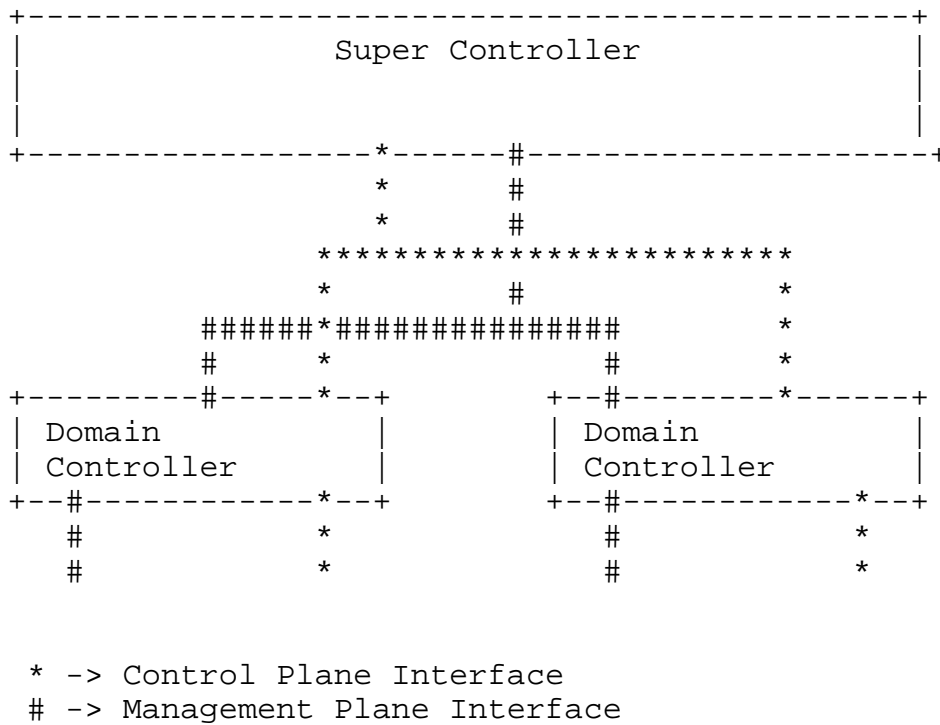 +-----------------------------------------------+
|                Super Controller               |
|                                               |
|                                               |
+------------------*------#---------------------+
                   *      #
                   *      #
                *************************
                *         #             *
          ######*###############        *
          #     *              #        *
+---------#-----*--+        +--#--------*------+
| Domain           |        | Domain           |
| Controller       |        | Controller       |
+--#------------*--+        +--#------------*--+
   #            *              #            *
   #            *              #            *
* -> Control Plane Interface
# -> Management Plane Interface